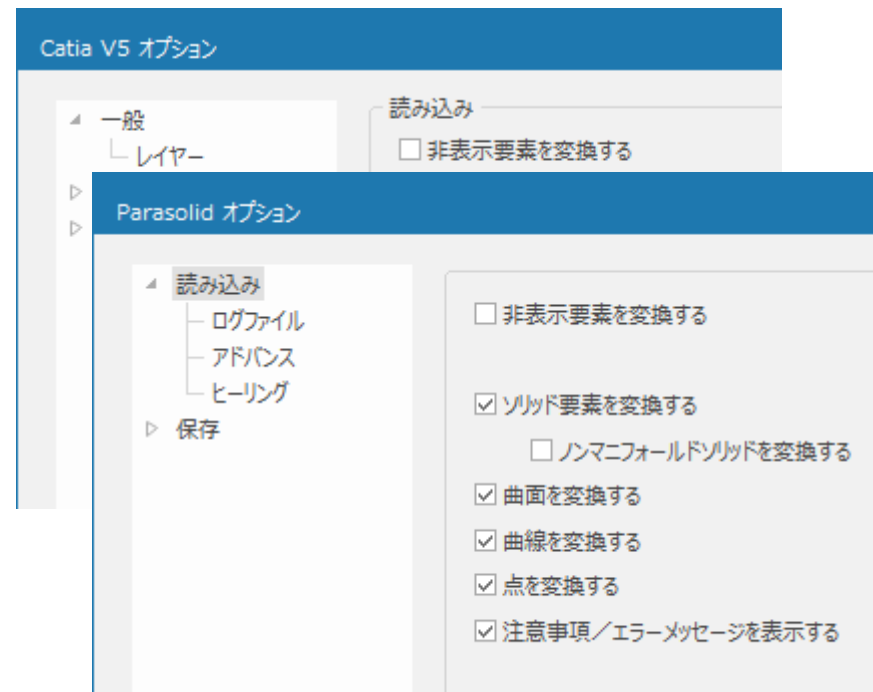 Catia V5 オプション
一般
レイヤー
読み込み
非表示要素を変換する
Parasolid オプション
読み込み
ログファイル
アドバンス
ヒーリング
保存
非表示要素を変換する
ソリッド要素を変換する
ノンマニフォールドソリッドを変換する
曲面を変換する
曲線を変換する
点を変換する
注意事項／エラーメッセージを表示する